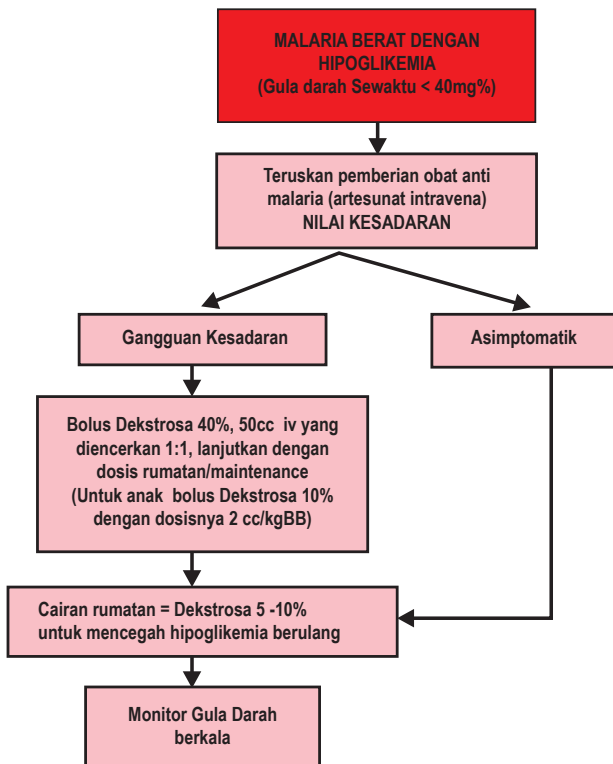 MALARIA BERAT DENGAN
HIPOGLIKEMIA
(Gula darah Sewaktu < 40mg%)
Teruskan pemberian obat anti
malaria (artesunat intravena)
NILAI KESADARAN
Gangguan Kesadaran
Asimptomatik
Bolus Dekstrosa 40%, 50cc iv yang
diencerkan 1:1, lanjutkan dengan
dosis rumatan/maintenance
(Untuk anak bolus Dekstrosa 10%
dengan dosisnya 2 cc/kgBB)
Cairan rumatan = Dekstrosa 5 -10%
untuk mencegah hipoglikemia berulang
Monitor Gula Darah
berkala